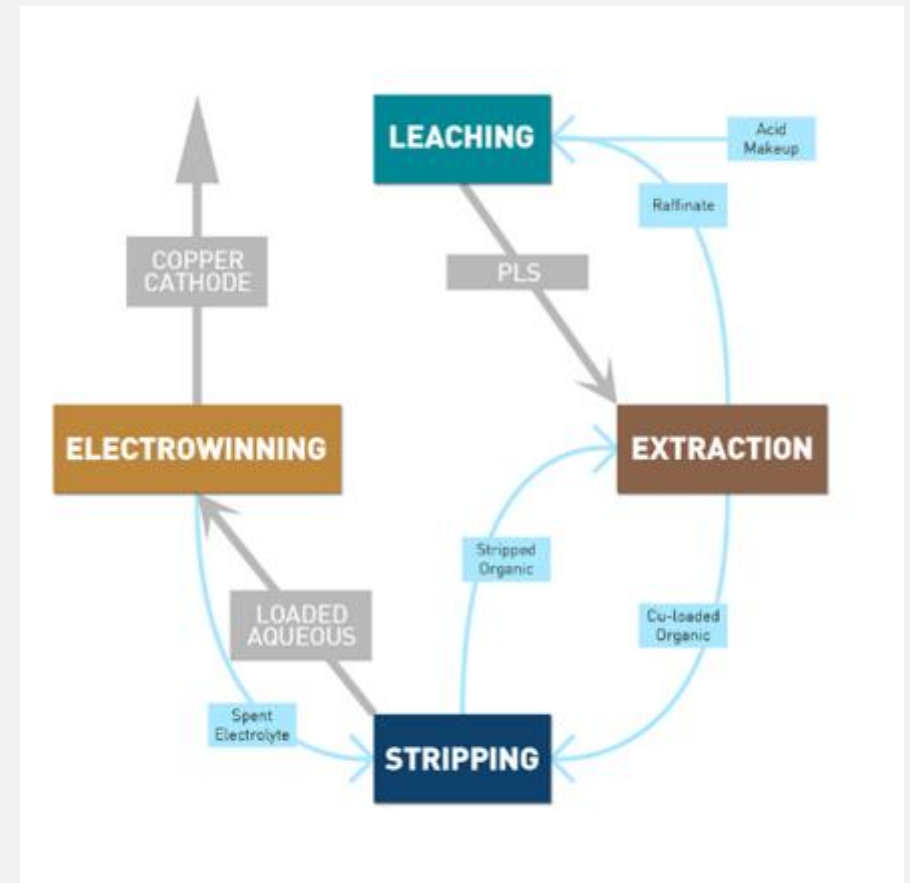 LEACHING
Acid
Makeup
Raffinate
COPPER
CATHODE
PLS
ELECTROWINNING
EXTRACTION
Stripped
Organic
LOADED
AQUEOUS
Cu-loaded
Organic
Spent
Electrolyte
STRIPPING